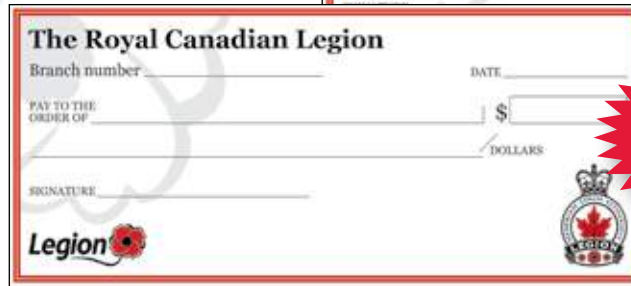 The Royal Canadian Legion
Branch number
DATE
PAY TO THE
ORDER OF
$
DOLLARS
SIGNATURE
Legion
LEGION